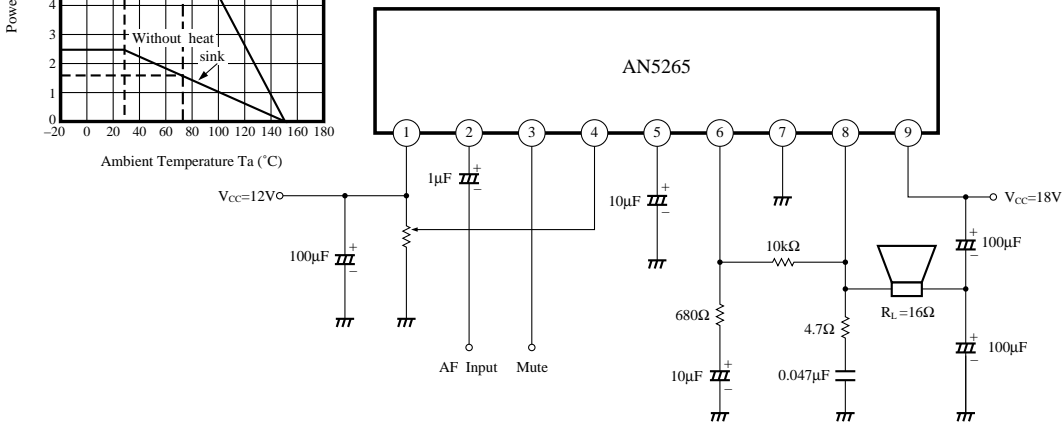 Powe
4
3
2
1
0
Without heat
sink
–20 0 20 40 60 80 100 120 140 160 180
Ambient Temperature Ta (˚C)
AN5265
1 2 3 4 5 6 7 8 9
VCC=12V
100µF
+
–
1µF
+
–
AF Input
Mute
10µF
+
–
10kΩ
680Ω
10µF
+
–
4.7Ω
0.047µF
RL=16Ω
VCC=18V
+
–
100µF
+
–
100µF